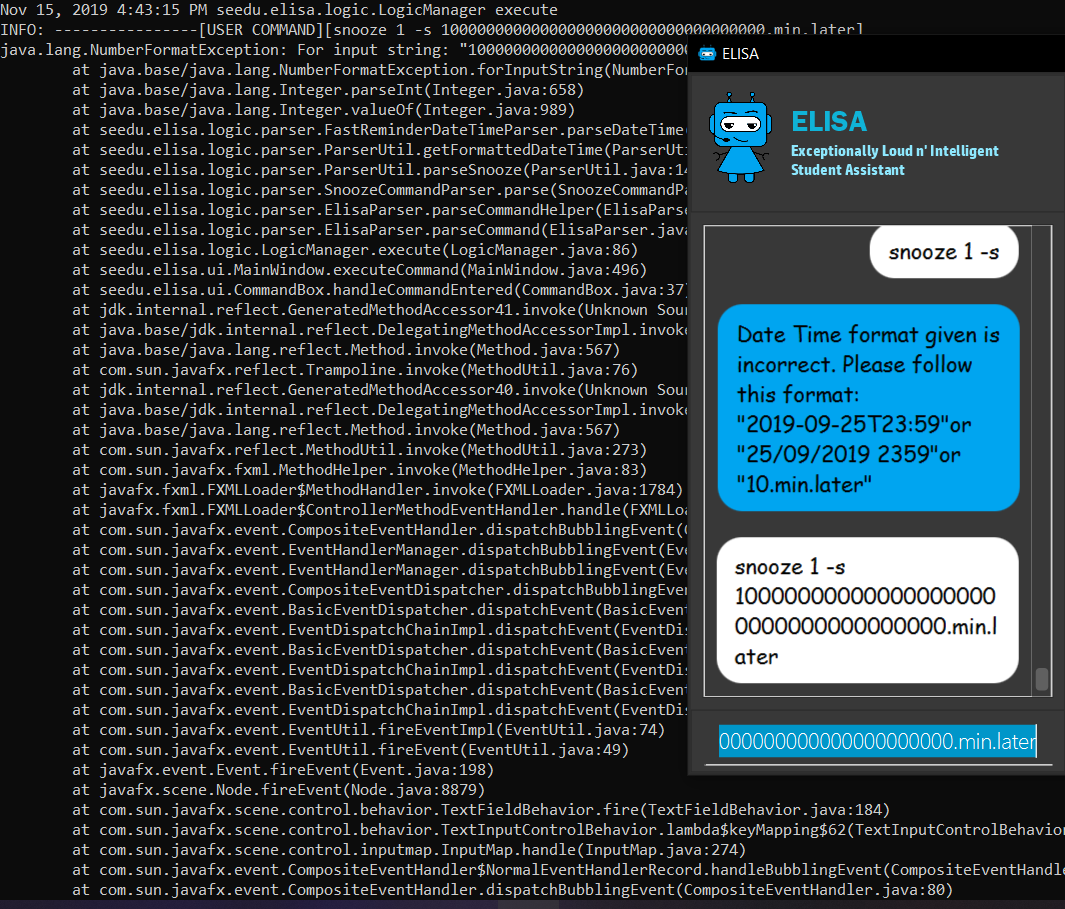 Nov 15, 2019 4:43:15 PM seedu.elisa.logic.LogicManager execute
INFO: ----------------[USER COMMAND][snooze 1 -s 1000000000000000000000000000000000000.min.later]
java.lang.NumberFormatException: For input string: "1000000000000000000000
at java.base/java.lang.NumberFormatException.forInputString(NumberFor
at java.base/java.lang.Integer.parseInt(Integer.java:658)
at java.base/java.lang.Integer.valueOf(Integer.java:989)
at seedu.elisa.logic.parser.FastReminderDateTimeParser.parseDateTime
at seedu.elisa.logic.parser.ParserUtil.getFormattedDateTime(ParserUti
at seedu.elisa.logic.parser.ParserUtil.parseSnooze(ParserUtil.java:14
at seedu.elisa.logic.parser.SnoozeCommandParser.parse(SnoozeCommandPa
at seedu.elisa.logic.parser.ElisaParser.parseCommandHelper(ElisaParse
at seedu.elisa.logic.parser.ElisaParser.parseCommand(ElisaParser.java
at seedu.elisa.logic.LogicManager.execute(LogicManager.java:86)
at seedu.elisa.ui.MainWindow.executeCommand(MainWindow.java:496)
at seedu.elisa.ui.CommandBox.handleCommandEntered(CommandBox.java:37)
at jdk.internal.reflect.GeneratedMethodAccessor41.invoke(Unknown Sour
at java.base/jdk.internal.reflect.DelegatingMethodAccessorImpl.invoke
at java.base/java.lang.reflect.Method.invoke(Method.java:567)
at com.sun.javafx.reflect.Trampoline.invoke(MethodUtil.java:76)
at jdk.internal.reflect.GeneratedMethodAccessor40.invoke(Unknown Sour
at java.base/jdk.internal.reflect.DelegatingMethodAccessorImpl.invoke
at java.base/java.lang.reflect.Method.invoke(Method.java:567)
at com.sun.javafx.reflect.MethodUtil.invoke(MethodUtil.java:273)
at com.sun.javafx.fxml.MethodHelper.invoke(MethodHelper.java:83)
at javafx.fxml.FXMLLoader$MethodHandler.invoke(FXMLLoader.java:1784)
at javafx.fxml.FXMLLoader$ControllerMethodEventHandler.handle(FXMLLoa
at com.sun.javafx.event.CompositeEventHandler.dispatchBubblingEvent(C
at com.sun.javafx.event.EventHandlerManager.dispatchBubblingEvent(Eve
at com.sun.javafx.event.EventHandlerManager.dispatchBubblingEvent(Eve
at com.sun.javafx.event.CompositeEventDispatcher.dispatchBubblingEven
at com.sun.javafx.event.BasicEventDispatcher.dispatchEvent(BasicEvent
at com.sun.javafx.event.EventDispatchChainImpl.dispatchEvent(EventDis
at com.sun.javafx.event.BasicEventDispatcher.dispatchEvent(BasicEvent
at com.sun.javafx.event.EventDispatchChainImpl.dispatchEvent(EventDis
at com.sun.javafx.event.BasicEventDispatcher.dispatchEvent(BasicEvent
at com.sun.javafx.event.EventDispatchChainImpl.dispatchEvent(EventDis
at com.sun.javafx.event.EventUtil.fireEventImpl(EventUtil.java:74)
at com.sun.javafx.event.EventUtil.fireEvent(EventUtil.java:49)
at javafx.event.Event.fireEvent(Event.java:198)
at javafx.scene.Node.fireEvent(Node.java:8879)
at com.sun.javafx.scene.control.behavior.TextFieldBehavior.fire(TextFieldBehavior.java:184)
at com.sun.javafx.scene.control.behavior.TextInputControlBehavior.lambda$keyMapping$62(TextInputControlBehavior
at com.sun.javafx.scene.control.inputmap.InputMap.handle(InputMap.java:274)
at com.sun.javafx.event.CompositeEventHandler$NormalEventHandlerRecord.handleBubblingEvent(CompositeEventHandle
at com.sun.javafx.event.CompositeEventHandler.dispatchBubblingEvent(CompositeEventHandler.java:80)
ELISA
ELISA
Exceptionally Loud n' Intelligent
Student Assistant
snooze 1 -s
Date Time format given is
incorrect. Please follow
this format:
"2019-09-25T23:59"or
"25/09/2019 2359"or
"10.min.later"
snooze 1 -s
10000000000000000000
0000000000000000.min.l
ater
000000000000000000000.min.later